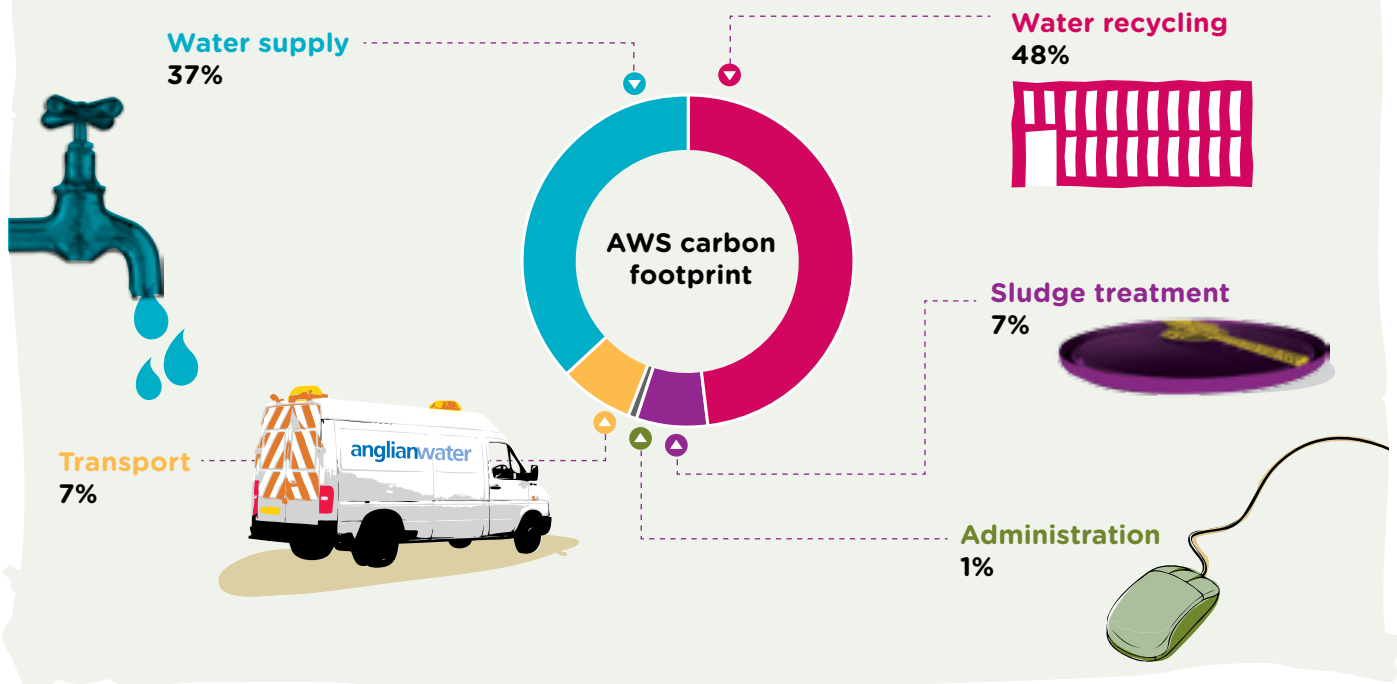 Water supply
37%
Water recycling
48%
AWS carbon
footprint
Sludge treatment
7%
Transport
7%
anglianwater
Administration
1%